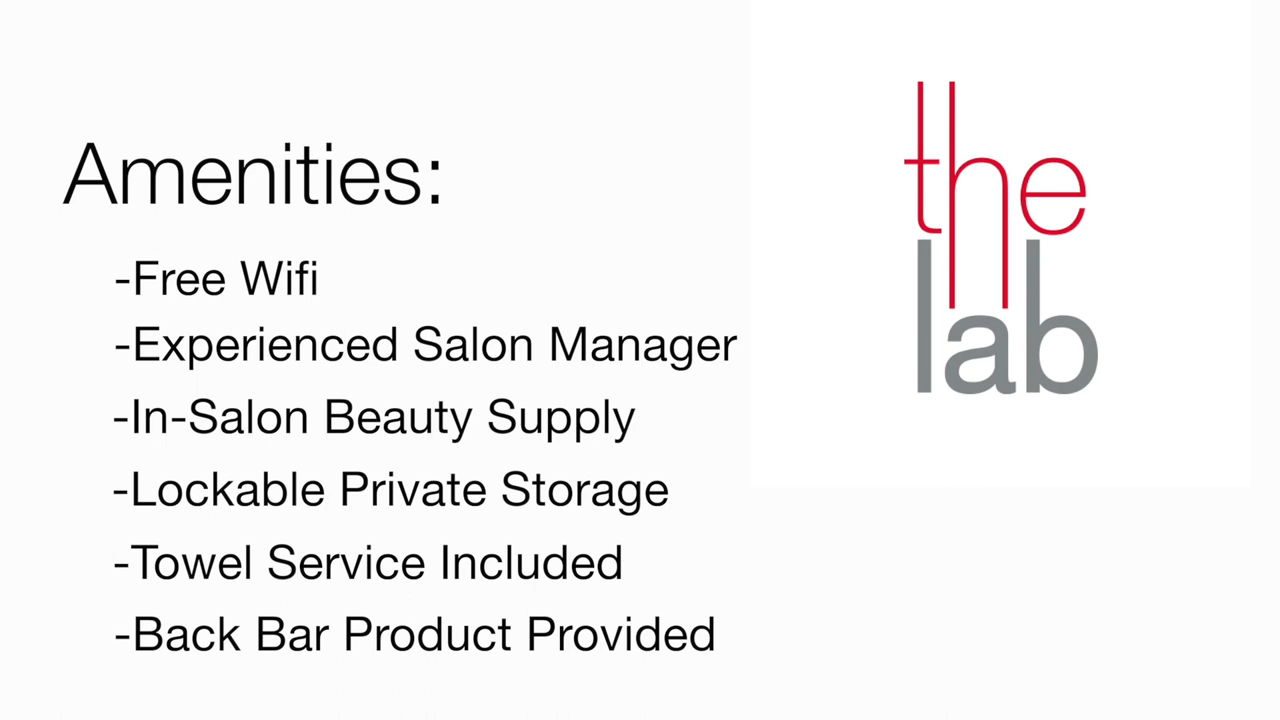 Amenities:
-Free Wifi
-Experienced Salon Manager
-In-Salon Beauty Supply
-Lockable Private Storage
-Towel Service Included
-Back Bar Product Provided
the
lab